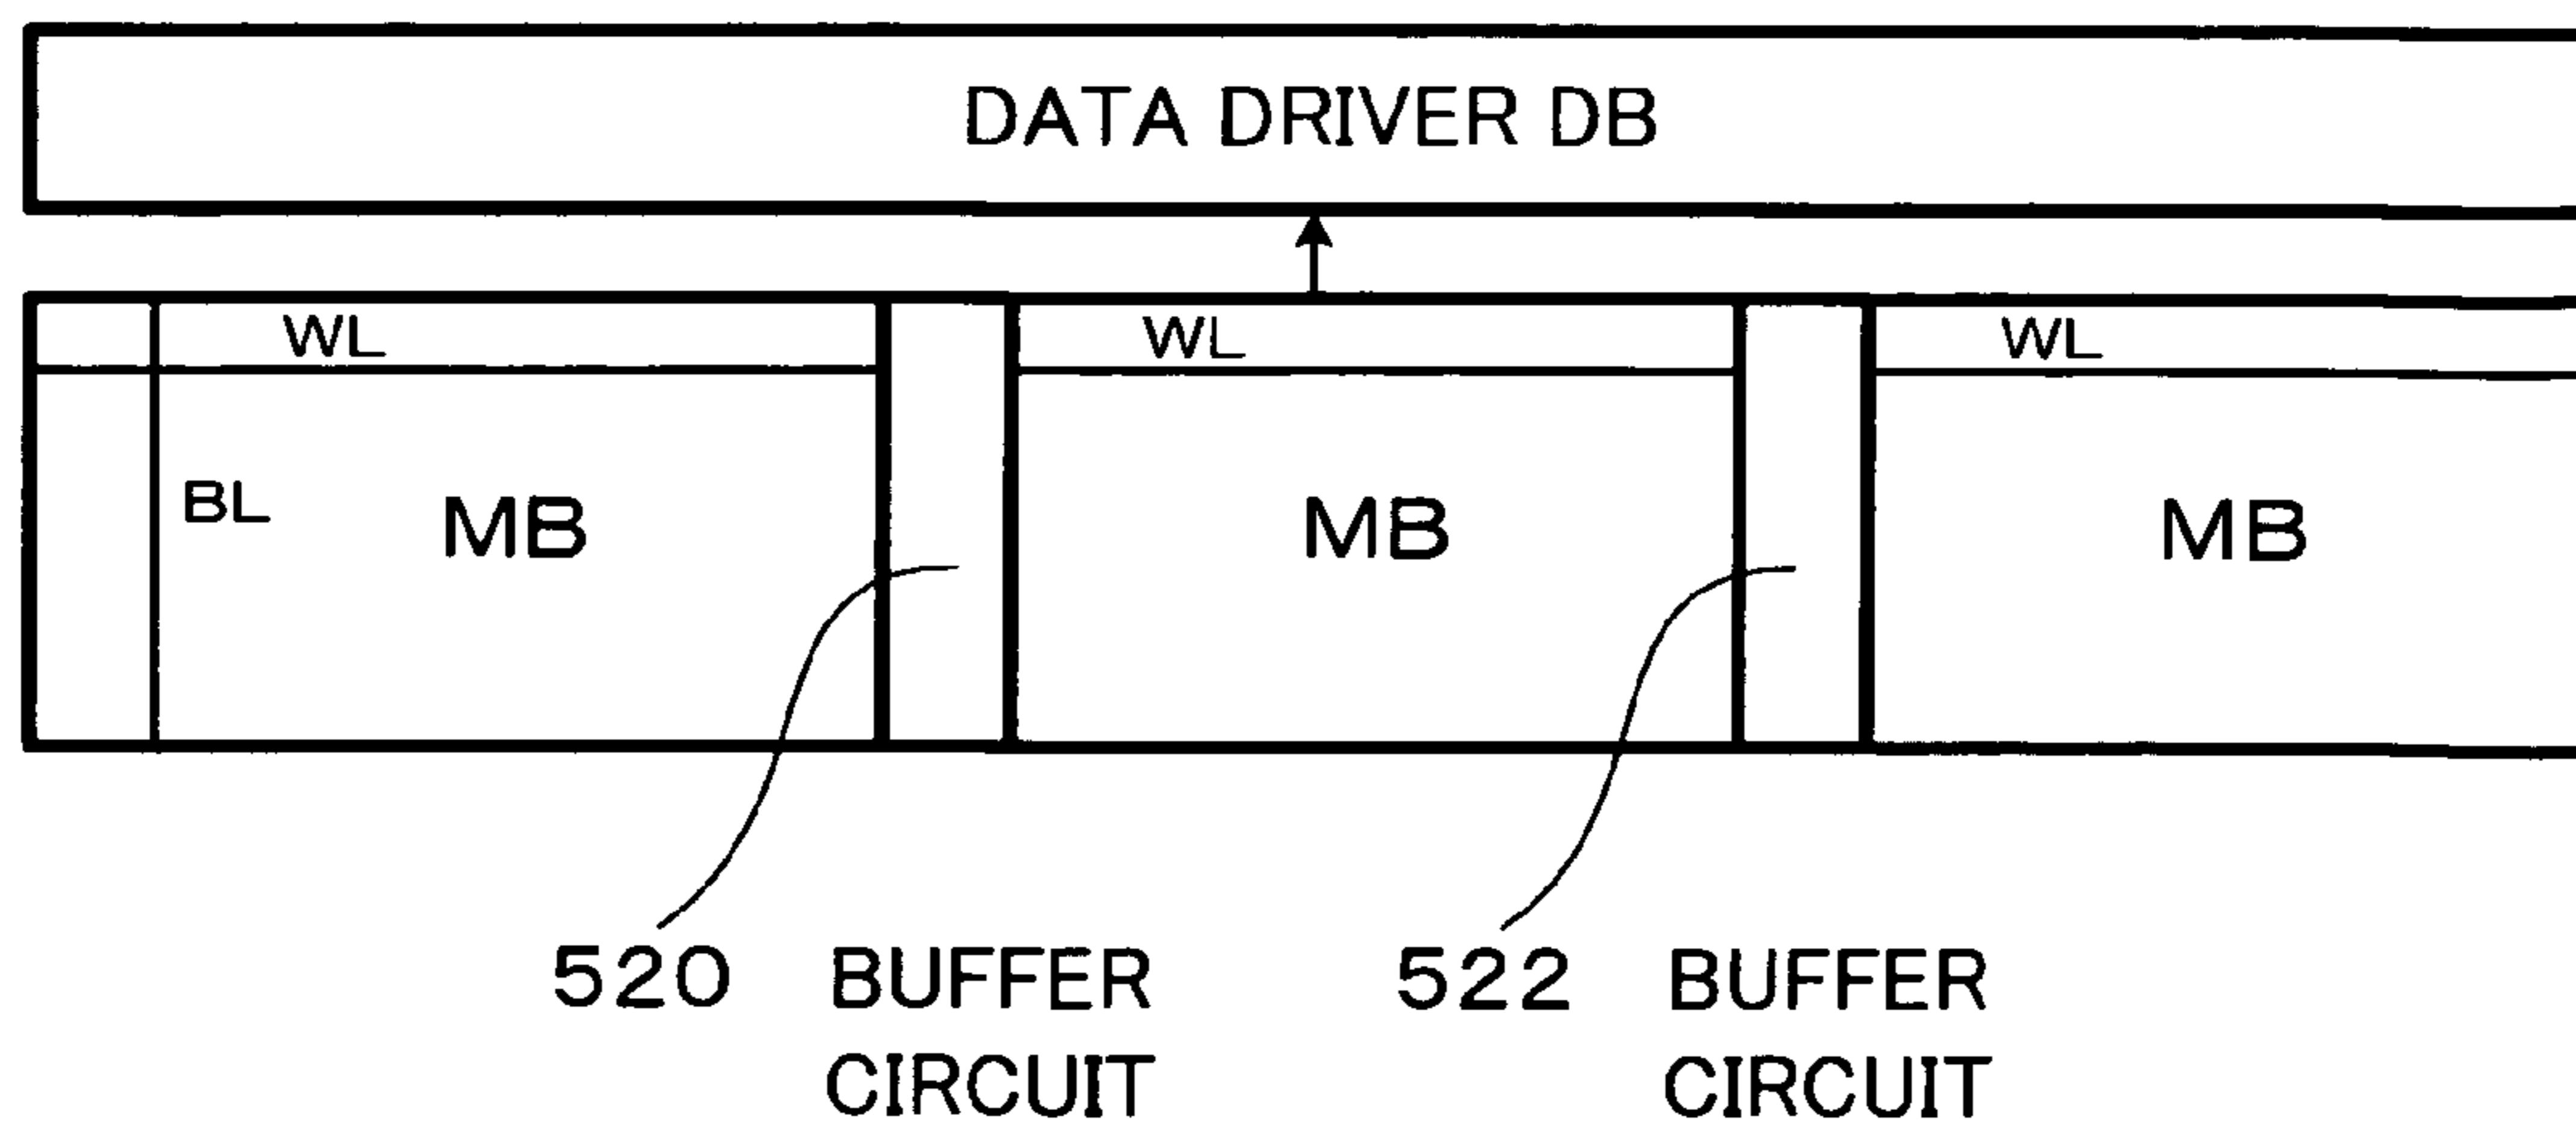 DATA DRIVER DB
WL WL WL
BL MB MB MB
520 BUFFER CIRCUIT 522 BUFFER CIRCUIT